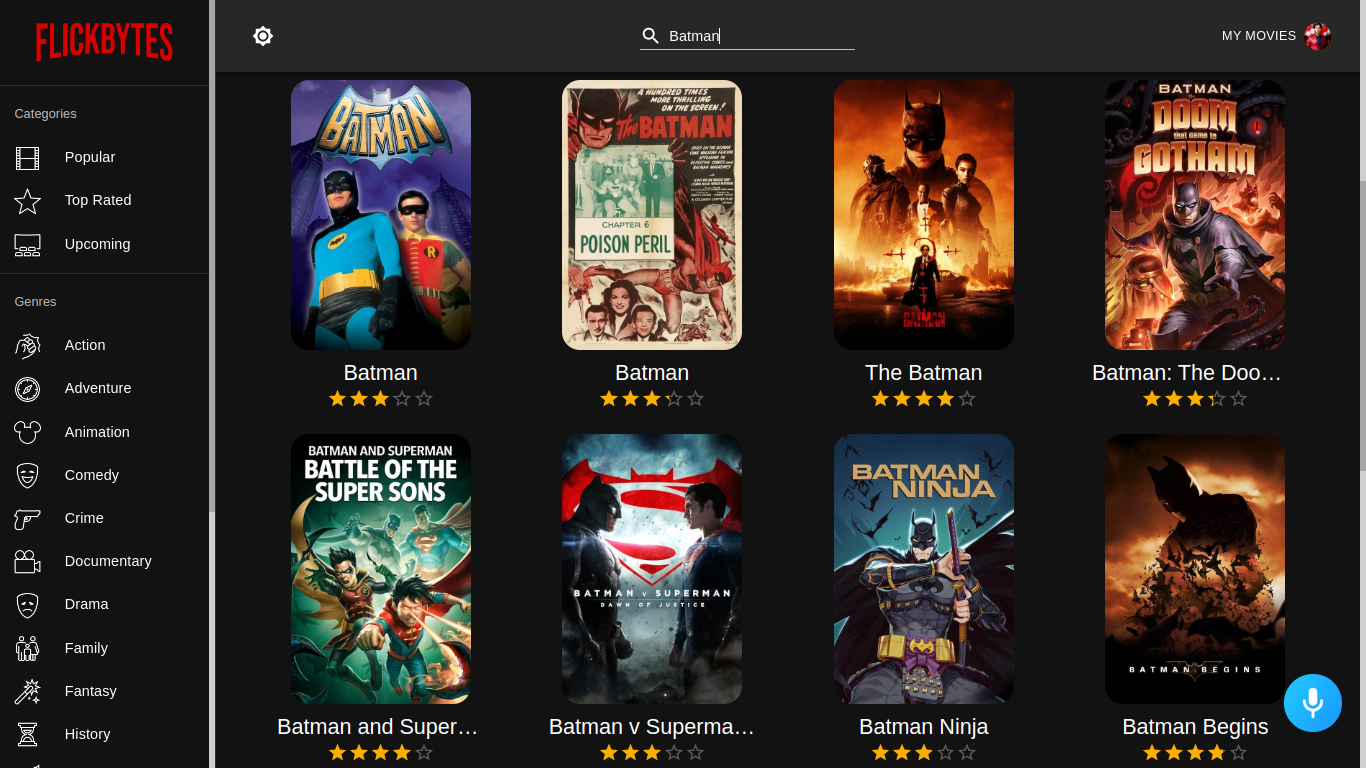 FLICKBYTES
Batman
MY MOVIES
Categories
Popular
Top Rated
Upcoming
Genres
Action
Adventure
Animation
Comedy
Crime
Documentary
Drama
Family
Fantasy
History
BATMAN
Batman
A HUNDRED TIMES
MORE THRILLING
ON THE SCREEN!
The BATMAN
CHAPTER 6
POISON PERIL
Batman
THE
BATMAN
The Batman
BATMAN
the
DOOM
that came to
GOTHAM
Batman: The Doo…
BATMAN AND SUPERMAN
BATTLE OF THE
SUPER SONS
R
Batman and Super…
BATMAN v SUPERMAN
DAWN OF JUSTICE
Batman v Superma…
BATMAN
NINJA
Batman Ninja
BATMAN BEGINS
Batman Begins